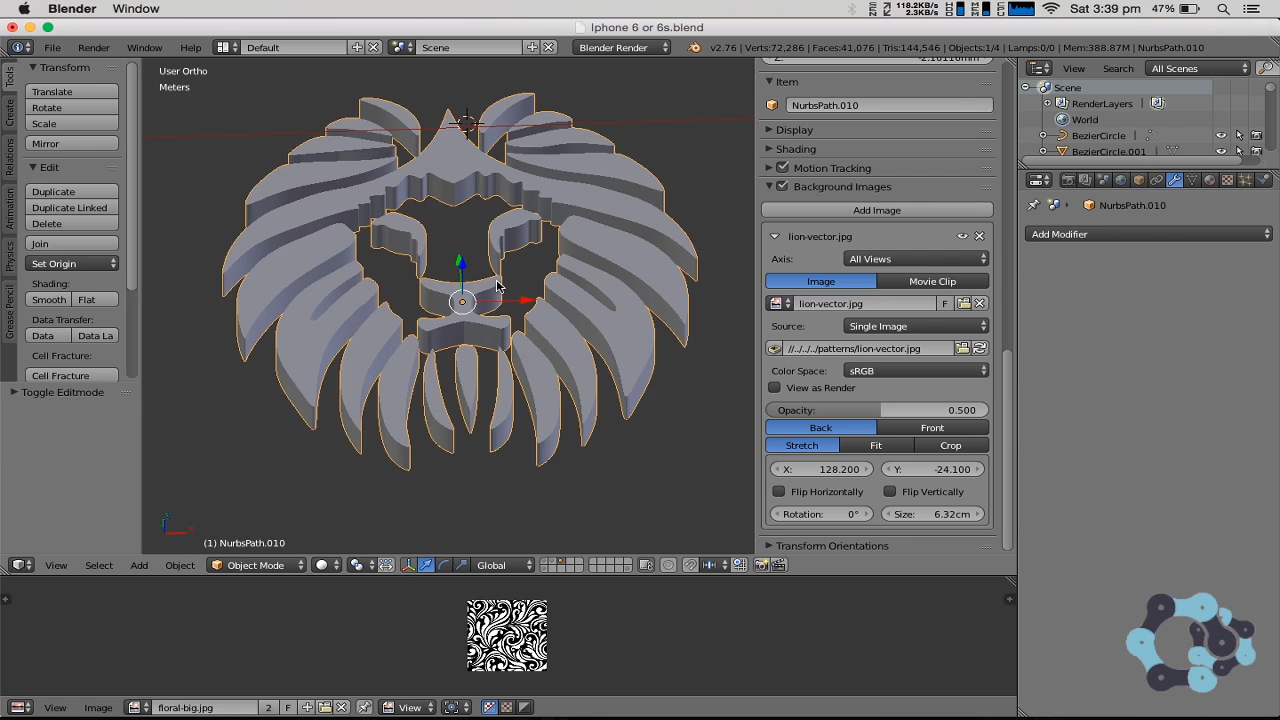 Blender Window
118.2KB/s
2.3KB/s
Sat 3:39 pm 47%
Iphone 6 or 6s.blend
File Render Window Help Default Scene Blender Render v2.76 | Verts:72,286 | Faces:41,076 | Tris:144,546 | Objects:1/4 | Lamps:0/0 | Mem:388.87M | NurbsPath.010
Tools
Create
Relations
Animation
Physics
Grease Pencil
Transform
Translate
Rotate
Scale
Mirror
Edit
Duplicate
Duplicate Linked
Delete
Join
Set Origin
Shading:
Smooth Flat
Data Transfer:
Data Data La
Cell Fracture:
Cell Fracture
Toggle Editmode
User Ortho
Meters
(1) NurbsPath.010
Item
NurbsPath.010
Display
Shading
Motion Tracking
Background Images
Add Image
lion-vector.jpg
Axis: All Views
Image Movie Clip
lion-vector.jpg F
Source: Single Image
//../../../patterns/lion-vector.jpg
Color Space: sRGB
View as Render
Opacity: 0.500
Back Front
Stretch Fit Crop
X: 128.200 Y: -24.100
Flip Horizontally Flip Vertically
Rotation: 0° Size: 6.32cm
Transform Orientations
View Search All Scenes
Scene
RenderLayers
World
BezierCircle
BezierCircle.001
NurbsPath.010
Add Modifier
View Select Add Object Object Mode Global
View Image floral-big.jpg 2 F View